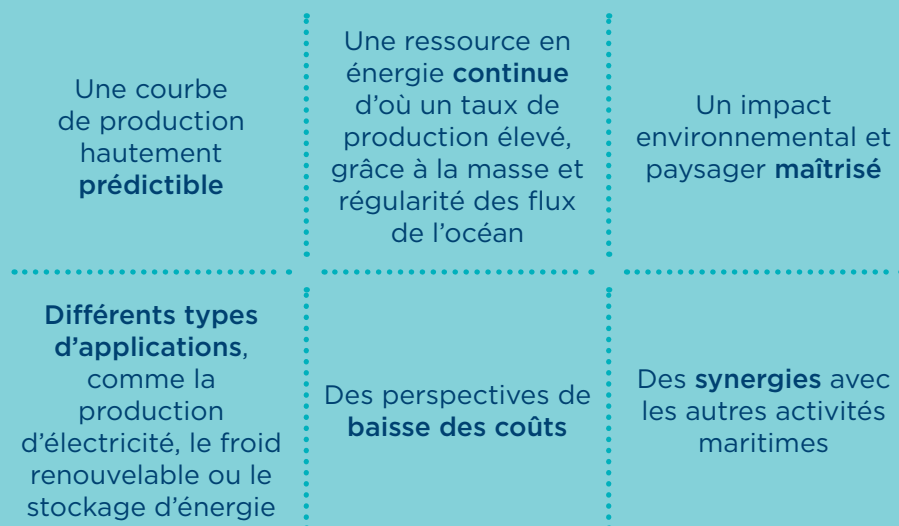 Une courbe
de production
hautement
prédictible
Une ressource en
énergie continue
d’où un taux de
production élevé,
grâce à la masse et
régularité des flux
de l’océan
Un impact
environnemental et
paysager maîtrisé
Différents types
d’applications,
comme la
production
d’électricité, le froid
renouvelable ou le
stockage d’énergie
Des perspectives de
baisse des coûts
Des synergies avec
les autres activités
maritimes